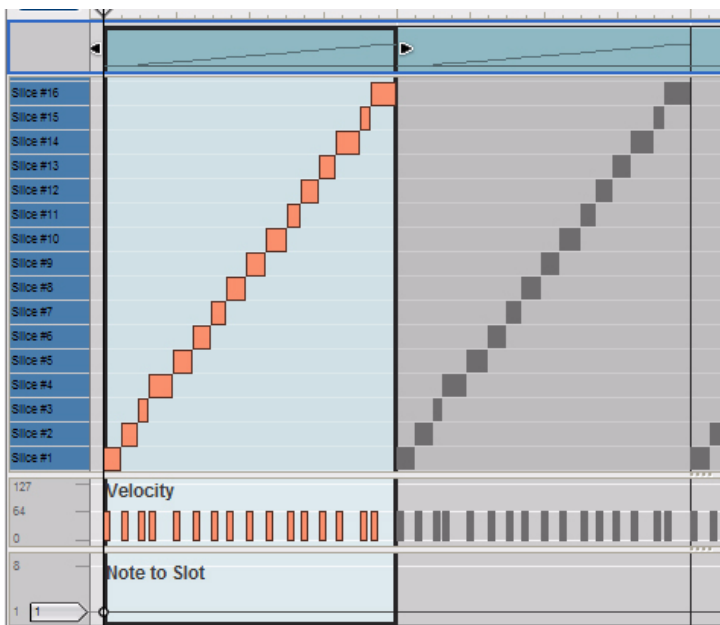 Slice #16
Slice #15
Slice #14
Slice #13
Slice #12
Slice #11
Slice #10
Slice #9
Slice #8
Slice #7
Slice #6
Slice #5
Slice #4
Slice #3
Slice #2
Slice #1
127
Velocity
64
0
8
Note to Slot
1 1